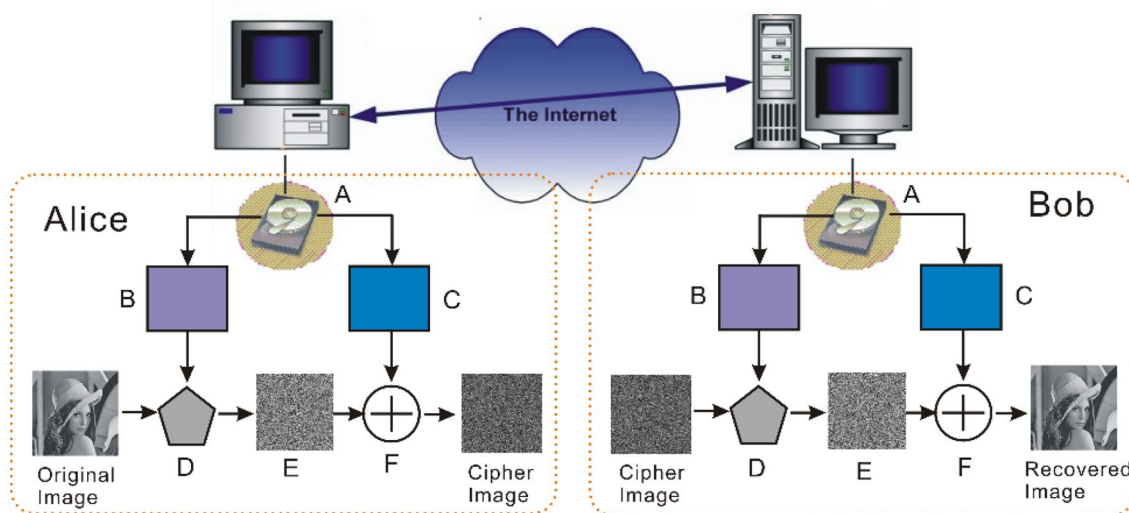 The Internet
Alice
A
B
C
D
E
F
Original
Image
Cipher
Image
Bob
A
B
C
D
E
F
Cipher
Image
Recovered
Image